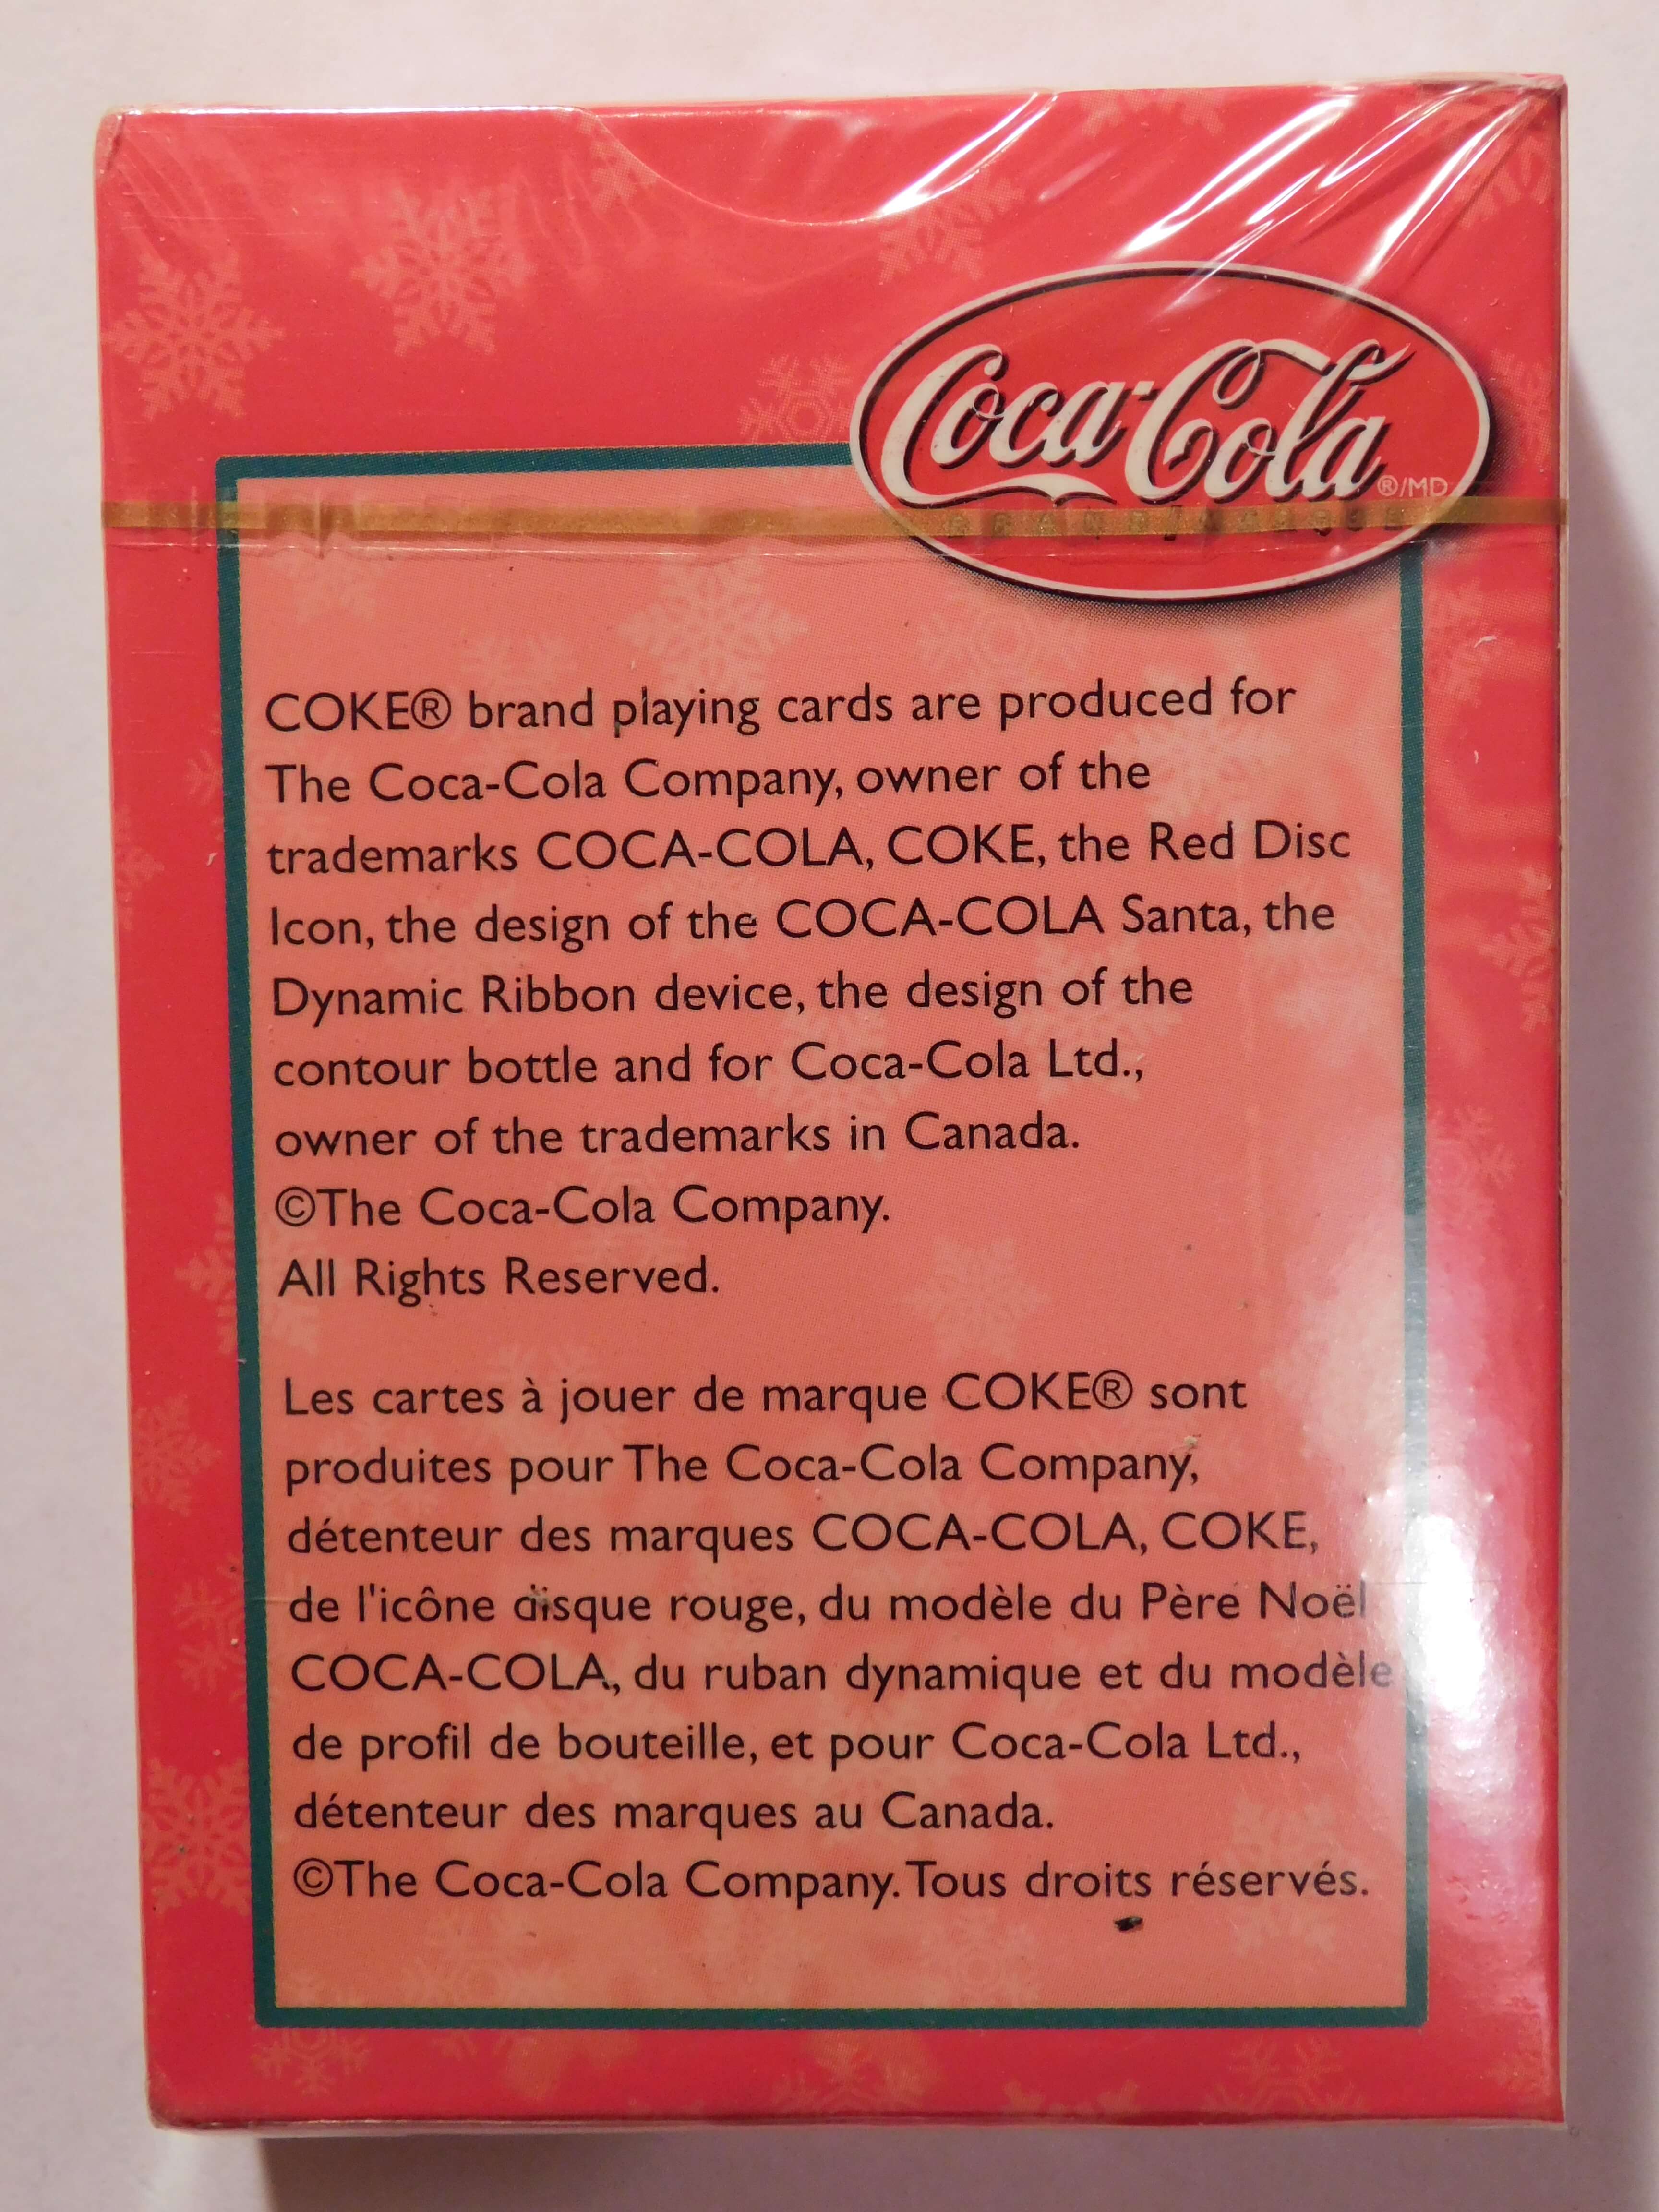 Coca-Cola
®/MD
COKE® brand playing cards are produced for
The Coca-Cola Company, owner of the
trademarks COCA-COLA, COKE, the Red Disc
Icon, the design of the COCA-COLA Santa, the
Dynamic Ribbon device, the design of the
contour bottle and for Coca-Cola Ltd.,
owner of the trademarks in Canada.
©The Coca-Cola Company.
All Rights Reserved.
Les cartes à jouer de marque COKE® sont
produites pour The Coca-Cola Company,
détenteur des marques COCA-COLA, COKE,
de l'icône disque rouge, du modèle du Père Noël
COCA-COLA, du ruban dynamique et du modèle
de profil de bouteille, et pour Coca-Cola Ltd.,
détenteur des marques au Canada.
©The Coca-Cola Company. Tous droits réservés.